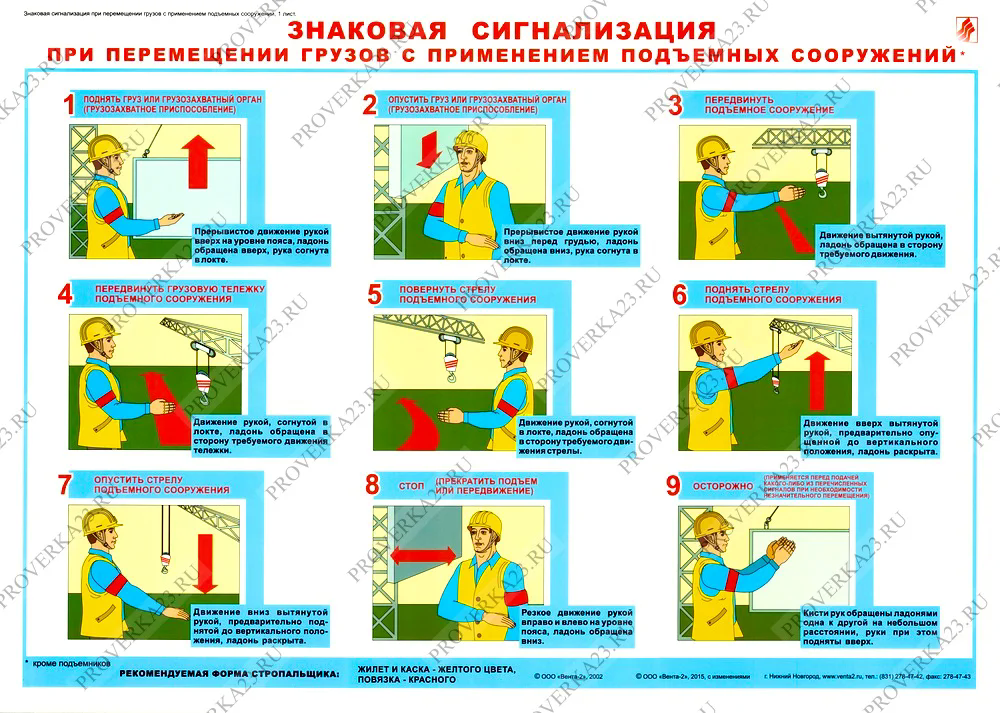 Знаковая сигнализация при перемещении грузов с применением подъемных сооружений. 1 лист.
ЗНАКОВАЯ СИГНАЛИЗАЦИЯ
ПРИ ПЕРЕМЕЩЕНИИ ГРУЗОВ С ПРИМЕНЕНИЕМ ПОДЪЕМНЫХ СООРУЖЕНИЙ *
1 ПОДНЯТЬ ГРУЗ ИЛИ ГРУЗОЗАХВАТНЫЙ ОРГАН
(ГРУЗОЗАХВАТНОЕ ПРИСПОСОБЛЕНИЕ)
Прерывистое движение рукой
вверх на уровне пояса, ладонь
обращена вверх, рука согнута
в локте.
2 ОПУСТИТЬ ГРУЗ ИЛИ ГРУЗОЗАХВАТНЫЙ ОРГАН
(ГРУЗОЗАХВАТНОЕ ПРИСПОСОБЛЕНИЕ)
Прерывистое движение рукой
вниз перед грудью, ладонь
обращена вниз, рука согнута в
локте.
3 ПЕРЕДВИНУТЬ
ПОДЪЕМНОЕ СООРУЖЕНИЕ
Движение вытянутой рукой,
ладонь обращена в сторону
требуемого движения.
4 ПЕРЕДВИНУТЬ ГРУЗОВУЮ ТЕЛЕЖКУ
ПОДЪЕМНОГО СООРУЖЕНИЯ
Движение рукой, согнутой в
локте, ладонь обращена в
сторону требуемого движения
тележки.
5 ПОВЕРНУТЬ СТРЕЛУ
ПОДЪЕМНОГО СООРУЖЕНИЯ
Движение рукой, согнутой
в локте, ладонь обращена
в сторону требуемого дви-
жения стрелы.
6 ПОДНЯТЬ СТРЕЛУ
ПОДЪЕМНОГО СООРУЖЕНИЯ
Движение вверх вытянутой
рукой, предварительно опу-
щенной до вертикального
положения, ладонь раскрыта.
7 ОПУСТИТЬ СТРЕЛУ
ПОДЪЕМНОГО СООРУЖЕНИЯ
Движение вниз вытянутой
рукой, предварительно под-
нятой до вертикального поло-
жения, ладонь раскрыта.
8 СТОП (ПРЕКРАТИТЬ ПОДЪЕМ
ИЛИ ПЕРЕДВИЖЕНИЕ)
Резкое движение рукой
вправо и влево на уровне
пояса, ладонь обращена
вниз.
9 ОСТОРОЖНО (ПРИМЕНЯЕТСЯ ПЕРЕД ПОДАЧЕЙ
КАКОГО-ЛИБО ИЗ ПЕРЕЧИСЛЕННЫХ
СИГНАЛОВ ПРИ НЕОБХОДИМОСТИ
НЕЗНАЧИТЕЛЬНОГО ПЕРЕМЕЩЕНИЯ)
Кисти рук обращены ладонями
одна к другой на небольшом
расстоянии, руки при этом
подняты вверх.
* кроме подъемников
РЕКОМЕНДУЕМАЯ ФОРМА СТРОПАЛЬЩИКА:
ЖИЛЕТ И КАСКА - ЖЕЛТОГО ЦВЕТА,
ПОВЯЗКА - КРАСНОГО
© ООО «Вента-2», 2002
© ООО «Вента-2», 2015, с изменениями
г. Нижний Новгород, www.venta2.ru, тел.: (831) 278-47-42, факс: 278-47-43
PROVERKA23.RU